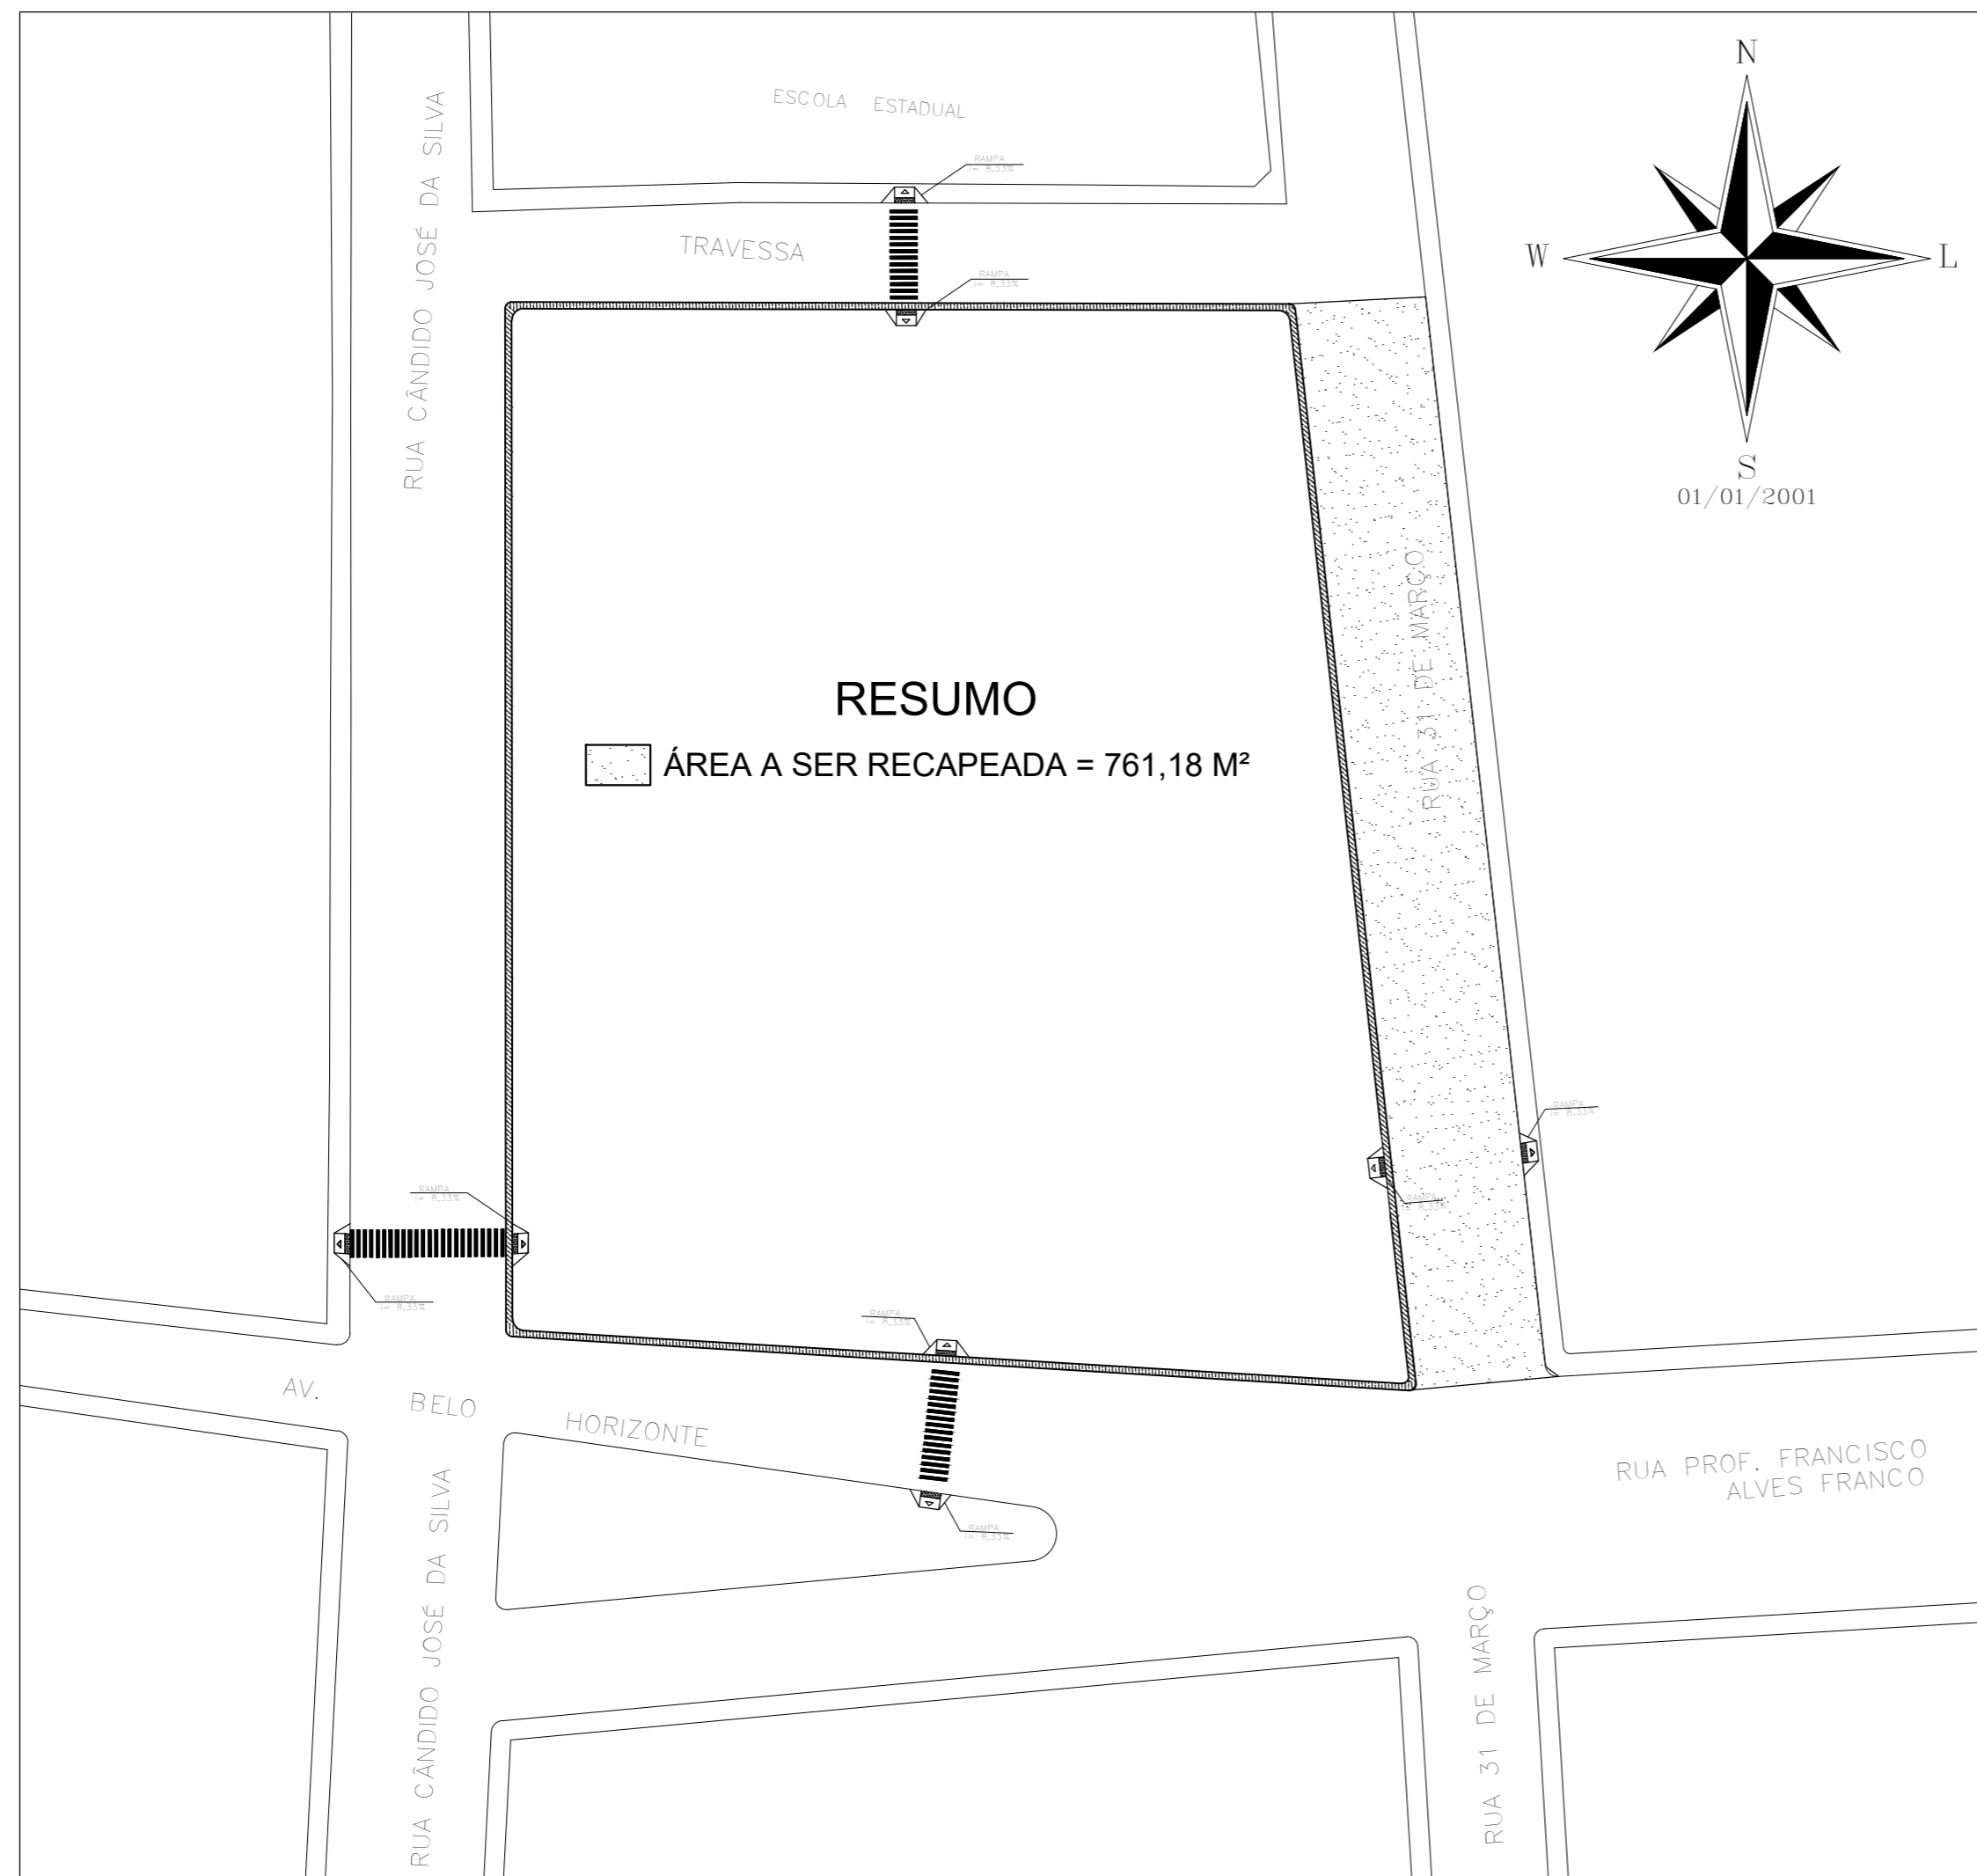 ESCOLA ESTADUAL
RAMPA
i= 8,33%
TRAVESSA
RAMPA
i= 8,33%
RUA CÂNDIDO JOSÉ DA SILVA
N
W
L
S
01/01/2001
RUA 31 DE MARÇO
RESUMO
ÁREA A SER RECAPEADA = 761,18 M²
RAMPA
i= 8,33%
RAMPA
i= 8,33%
RAMPA
i= 8,33%
RAMPA
i= 8,33%
RAMPA
i= 8,33%
AV. BELO HORIZONTE
RUA PROF. FRANCISCO
ALVES FRANCO
RAMPA
i= 8,33%
RUA CÂNDIDO JOSÉ DA SILVA
RUA 31 DE MARÇO